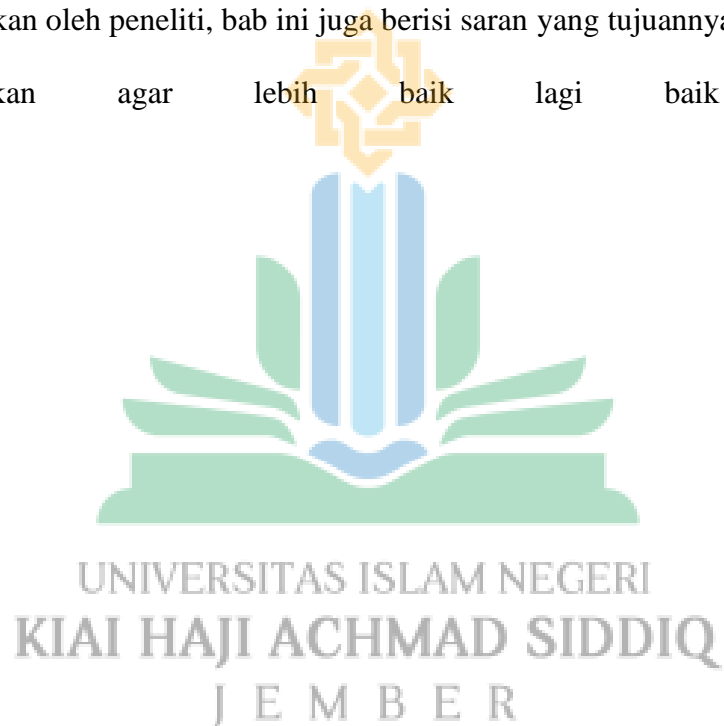 kan oleh peneliti, bab ini juga berisi saran yang tujuannya
kan agar lebih baik lagi baik
UNIVERSITAS ISLAM NEGERI
KIAI HAJI ACHMAD SIDDIQ
JEMBER